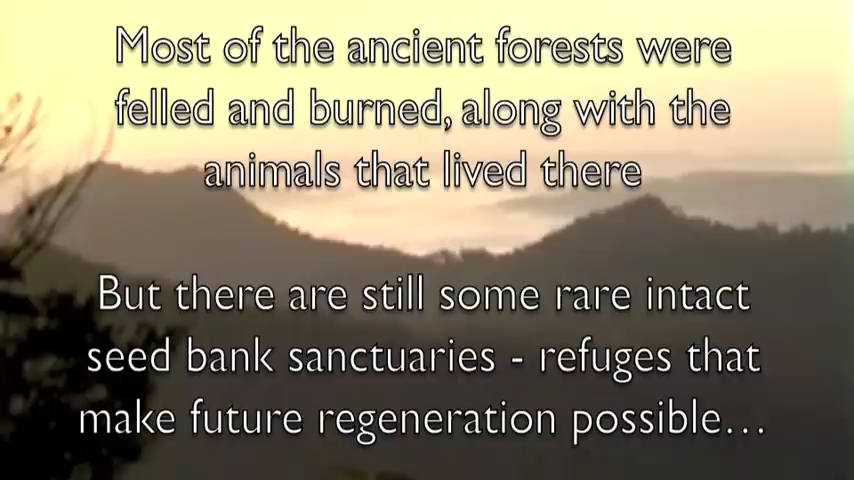 Most of the ancient forests were
felled and burned, along with the
animals that lived there
But there are still some rare intact
seed bank sanctuaries - refuges that
make future regeneration possible...